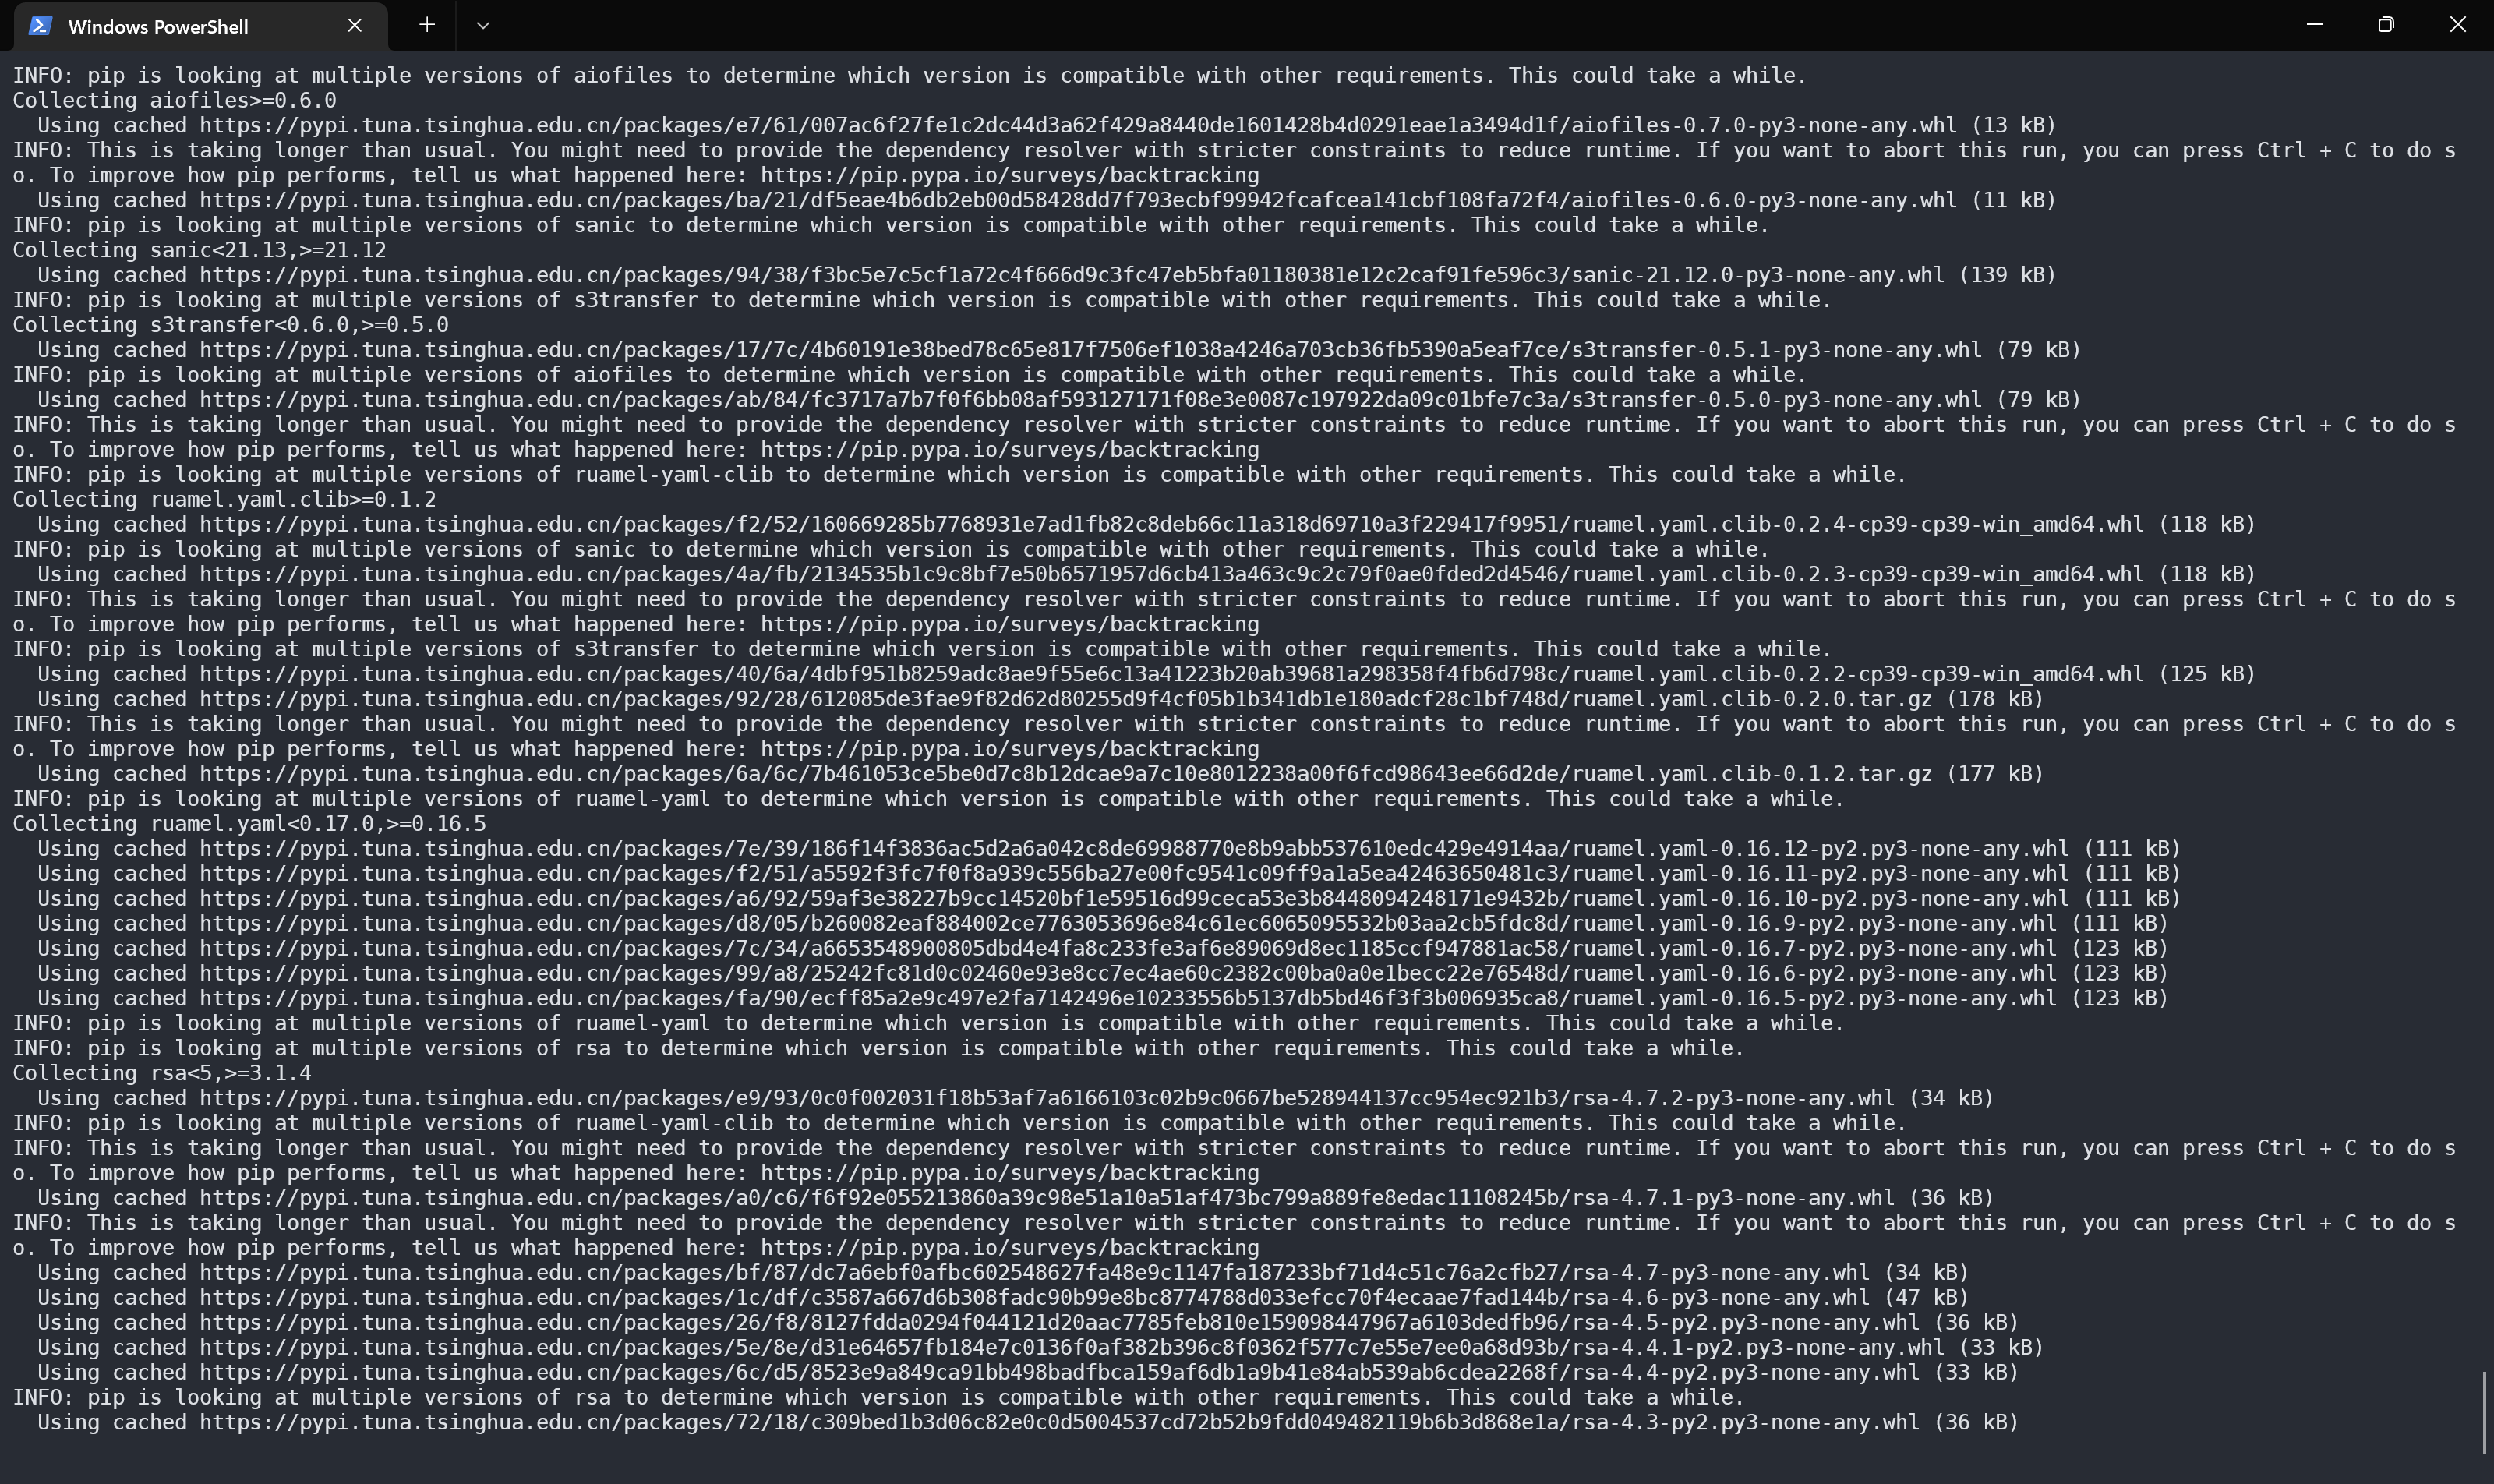 Windows PowerShell
INFO: pip is looking at multiple versions of aiofiles to determine which version is compatible with other requirements. This could take a while.
Collecting aiofiles>=0.6.0
  Using cached https://pypi.tuna.tsinghua.edu.cn/packages/e7/61/007ac6f27fe1c2dc44d3a62f429a8440de1601428b4d0291eae1a3494d1f/aiofiles-0.7.0-py3-none-any.whl (13 kB)
INFO: This is taking longer than usual. You might need to provide the dependency resolver with stricter constraints to reduce runtime. If you want to abort this run, you can press Ctrl + C to do s
o. To improve how pip performs, tell us what happened here: https://pip.pypa.io/surveys/backtracking
  Using cached https://pypi.tuna.tsinghua.edu.cn/packages/ba/21/df5eae4b6db2eb00d58428dd7f793ecbf99942fcafcea141cbf108fa72f4/aiofiles-0.6.0-py3-none-any.whl (11 kB)
INFO: pip is looking at multiple versions of sanic to determine which version is compatible with other requirements. This could take a while.
Collecting sanic<21.13,>=21.12
  Using cached https://pypi.tuna.tsinghua.edu.cn/packages/94/38/f3bc5e7c5cf1a72c4f666d9c3fc47eb5bfa01180381e12c2caf91fe596c3/sanic-21.12.0-py3-none-any.whl (139 kB)
INFO: pip is looking at multiple versions of s3transfer to determine which version is compatible with other requirements. This could take a while.
Collecting s3transfer<0.6.0,>=0.5.0
  Using cached https://pypi.tuna.tsinghua.edu.cn/packages/17/7c/4b60191e38bed78c65e817f7506ef1038a4246a703cb36fb5390a5eaf7ce/s3transfer-0.5.1-py3-none-any.whl (79 kB)
INFO: pip is looking at multiple versions of aiofiles to determine which version is compatible with other requirements. This could take a while.
  Using cached https://pypi.tuna.tsinghua.edu.cn/packages/ab/84/fc3717a7b7f0f6bb08af593127171f08e3e0087c197922da09c01bfe7c3a/s3transfer-0.5.0-py3-none-any.whl (79 kB)
INFO: This is taking longer than usual. You might need to provide the dependency resolver with stricter constraints to reduce runtime. If you want to abort this run, you can press Ctrl + C to do s
o. To improve how pip performs, tell us what happened here: https://pip.pypa.io/surveys/backtracking
INFO: pip is looking at multiple versions of ruamel-yaml-clib to determine which version is compatible with other requirements. This could take a while.
Collecting ruamel.yaml.clib>=0.1.2
  Using cached https://pypi.tuna.tsinghua.edu.cn/packages/f2/52/160669285b7768931e7ad1fb82c8deb66c11a318d69710a3f229417f9951/ruamel.yaml.clib-0.2.4-cp39-cp39-win_amd64.whl (118 kB)
INFO: pip is looking at multiple versions of sanic to determine which version is compatible with other requirements. This could take a while.
  Using cached https://pypi.tuna.tsinghua.edu.cn/packages/4a/fb/2134535b1c9c8bf7e50b6571957d6cb413a463c9c2c79f0ae0fded2d4546/ruamel.yaml.clib-0.2.3-cp39-cp39-win_amd64.whl (118 kB)
INFO: This is taking longer than usual. You might need to provide the dependency resolver with stricter constraints to reduce runtime. If you want to abort this run, you can press Ctrl + C to do s
o. To improve how pip performs, tell us what happened here: https://pip.pypa.io/surveys/backtracking
INFO: pip is looking at multiple versions of s3transfer to determine which version is compatible with other requirements. This could take a while.
  Using cached https://pypi.tuna.tsinghua.edu.cn/packages/40/6a/4dbf951b8259adc8ae9f55e6c13a41223b20ab39681a298358f4fb6d798c/ruamel.yaml.clib-0.2.2-cp39-cp39-win_amd64.whl (125 kB)
  Using cached https://pypi.tuna.tsinghua.edu.cn/packages/92/28/612085de3fae9f82d62d80255d9f4cf05b1b341db1e180adcf28c1bf748d/ruamel.yaml.clib-0.2.0.tar.gz (178 kB)
INFO: This is taking longer than usual. You might need to provide the dependency resolver with stricter constraints to reduce runtime. If you want to abort this run, you can press Ctrl + C to do s
o. To improve how pip performs, tell us what happened here: https://pip.pypa.io/surveys/backtracking
  Using cached https://pypi.tuna.tsinghua.edu.cn/packages/6a/6c/7b461053ce5be0d7c8b12dcae9a7c10e8012238a00f6fcd98643ee66d2de/ruamel.yaml.clib-0.1.2.tar.gz (177 kB)
INFO: pip is looking at multiple versions of ruamel-yaml to determine which version is compatible with other requirements. This could take a while.
Collecting ruamel.yaml<0.17.0,>=0.16.5
  Using cached https://pypi.tuna.tsinghua.edu.cn/packages/7e/39/186f14f3836ac5d2a6a042c8de69988770e8b9abb537610edc429e4914aa/ruamel.yaml-0.16.12-py2.py3-none-any.whl (111 kB)
  Using cached https://pypi.tuna.tsinghua.edu.cn/packages/f2/51/a5592f3fc7f0f8a939c556ba27e00fc9541c09ff9a1a5ea42463650481c3/ruamel.yaml-0.16.11-py2.py3-none-any.whl (111 kB)
  Using cached https://pypi.tuna.tsinghua.edu.cn/packages/a6/92/59af3e38227b9cc14520bf1e59516d99ceca53e3b8448094248171e9432b/ruamel.yaml-0.16.10-py2.py3-none-any.whl (111 kB)
  Using cached https://pypi.tuna.tsinghua.edu.cn/packages/d8/05/b260082eaf884002ce7763053696e84c61ec6065095532b03aa2cb5fdc8d/ruamel.yaml-0.16.9-py2.py3-none-any.whl (111 kB)
  Using cached https://pypi.tuna.tsinghua.edu.cn/packages/7c/34/a6653548900805dbd4e4fa8c233fe3af6e89069d8ec1185ccf947881ac58/ruamel.yaml-0.16.7-py2.py3-none-any.whl (123 kB)
  Using cached https://pypi.tuna.tsinghua.edu.cn/packages/99/a8/25242fc81d0c02460e93e8cc7ec4ae60c2382c00ba0a0e1becc22e76548d/ruamel.yaml-0.16.6-py2.py3-none-any.whl (123 kB)
  Using cached https://pypi.tuna.tsinghua.edu.cn/packages/fa/90/ecff85a2e9c497e2fa7142496e10233556b5137db5bd46f3f3b006935ca8/ruamel.yaml-0.16.5-py2.py3-none-any.whl (123 kB)
INFO: pip is looking at multiple versions of ruamel-yaml to determine which version is compatible with other requirements. This could take a while.
INFO: pip is looking at multiple versions of rsa to determine which version is compatible with other requirements. This could take a while.
Collecting rsa<5,>=3.1.4
  Using cached https://pypi.tuna.tsinghua.edu.cn/packages/e9/93/0c0f002031f18b53af7a6166103c02b9c0667be528944137cc954ec921b3/rsa-4.7.2-py3-none-any.whl (34 kB)
INFO: pip is looking at multiple versions of ruamel-yaml-clib to determine which version is compatible with other requirements. This could take a while.
INFO: This is taking longer than usual. You might need to provide the dependency resolver with stricter constraints to reduce runtime. If you want to abort this run, you can press Ctrl + C to do s
o. To improve how pip performs, tell us what happened here: https://pip.pypa.io/surveys/backtracking
  Using cached https://pypi.tuna.tsinghua.edu.cn/packages/a0/c6/f6f92e055213860a39c98e51a10a51af473bc799a889fe8edac11108245b/rsa-4.7.1-py3-none-any.whl (36 kB)
INFO: This is taking longer than usual. You might need to provide the dependency resolver with stricter constraints to reduce runtime. If you want to abort this run, you can press Ctrl + C to do s
o. To improve how pip performs, tell us what happened here: https://pip.pypa.io/surveys/backtracking
  Using cached https://pypi.tuna.tsinghua.edu.cn/packages/bf/87/dc7a6ebf0afbc602548627fa48e9c1147fa187233bf71d4c51c76a2cfb27/rsa-4.7-py3-none-any.whl (34 kB)
  Using cached https://pypi.tuna.tsinghua.edu.cn/packages/1c/df/c3587a667d6b308fadc90b99e8bc8774788d033efcc70f4ecaae7fad144b/rsa-4.6-py3-none-any.whl (47 kB)
  Using cached https://pypi.tuna.tsinghua.edu.cn/packages/26/f8/8127fdda0294f044121d20aac7785feb810e159098447967a6103dedfb96/rsa-4.5-py2.py3-none-any.whl (36 kB)
  Using cached https://pypi.tuna.tsinghua.edu.cn/packages/5e/8e/d31e64657fb184e7c0136f0af382b396c8f0362f577c7e55e7ee0a68d93b/rsa-4.4.1-py2.py3-none-any.whl (33 kB)
  Using cached https://pypi.tuna.tsinghua.edu.cn/packages/6c/d5/8523e9a849ca91bb498badfbca159af6db1a9b41e84ab539ab6cdea2268f/rsa-4.4-py2.py3-none-any.whl (33 kB)
INFO: pip is looking at multiple versions of rsa to determine which version is compatible with other requirements. This could take a while.
  Using cached https://pypi.tuna.tsinghua.edu.cn/packages/72/18/c309bed1b3d06c82e0c0d5004537cd72b52b9fdd049482119b6b3d868e1a/rsa-4.3-py2.py3-none-any.whl (36 kB)